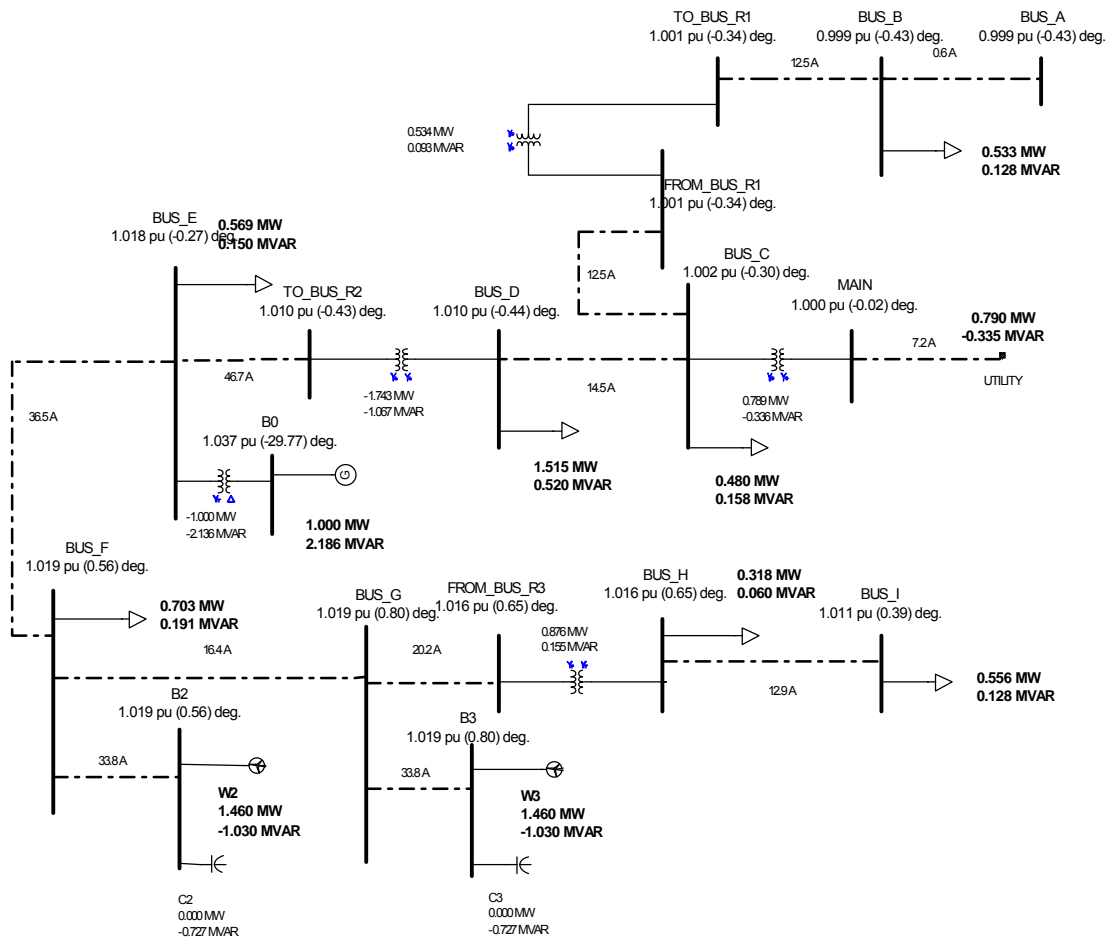 TO_BUS_R1
1.001 pu (-0.34) deg.
BUS_B
0.999 pu (-0.43) deg.
BUS_A
0.999 pu (-0.43) deg.
12.5 A
0.6 A
0.534 MW
0.093 MVAR
0.533 MW
0.128 MVAR
FROM_BUS_R1
1.001 pu (-0.34) deg.
BUS_E
1.018 pu (-0.27) deg.
0.569 MW
0.150 MVAR
BUS_C
1.002 pu (-0.30) deg.
12.5 A
TO_BUS_R2
1.010 pu (-0.43) deg.
BUS_D
1.010 pu (-0.44) deg.
MAIN
1.000 pu (-0.02) deg.
0.790 MW
-0.335 MVAR
7.2 A
UTILITY
46.7 A
14.5 A
-1.743 MW
-1.067 MVAR
0.789 MW
-0.336 MVAR
36.5 A
B0
1.037 pu (-29.77) deg.
G
1.515 MW
0.520 MVAR
0.480 MW
0.158 MVAR
-1.000 MW
-2.136 MVAR
1.000 MW
2.186 MVAR
BUS_F
1.019 pu (0.56) deg.
0.703 MW
0.191 MVAR
BUS_G
1.019 pu (0.80) deg.
FROM_BUS_R3
1.016 pu (0.65) deg.
BUS_H
1.016 pu (0.65) deg.
0.318 MW
0.060 MVAR
BUS_I
1.011 pu (0.39) deg.
16.4 A
20.2 A
0.876 MW
0.155 MVAR
12.9 A
0.556 MW
0.128 MVAR
B2
1.019 pu (0.56) deg.
B3
1.019 pu (0.80) deg.
33.8 A
33.8 A
W2
1.460 MW
-1.030 MVAR
W3
1.460 MW
-1.030 MVAR
C2
0.000 MW
-0.727 MVAR
C3
0.000 MW
-0.727 MVAR